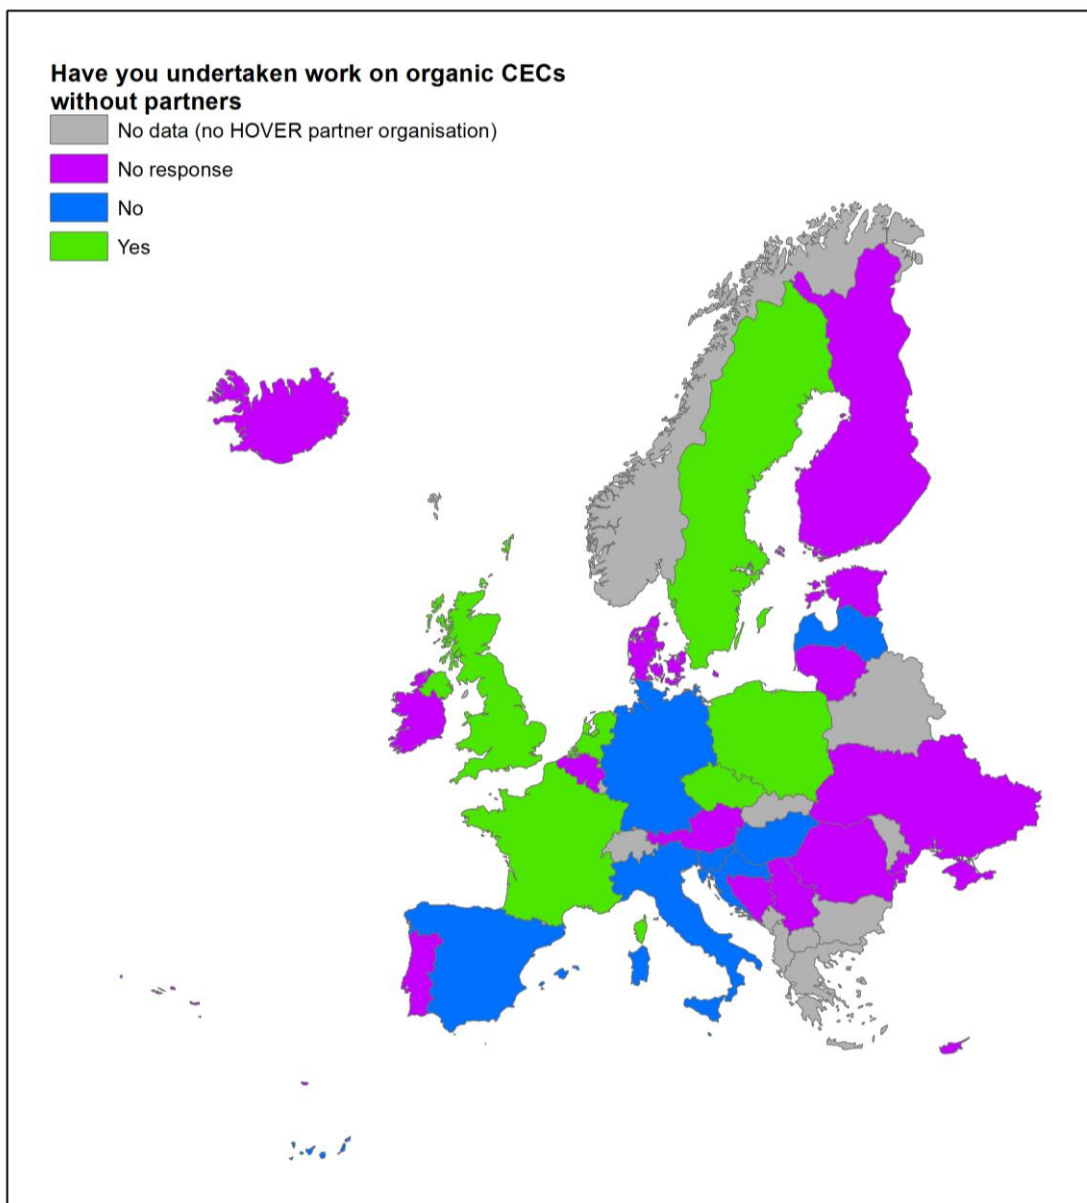 Have you undertaken work on organic CECs
without partners
No data (no HOVER partner organisation)
No response
No
Yes